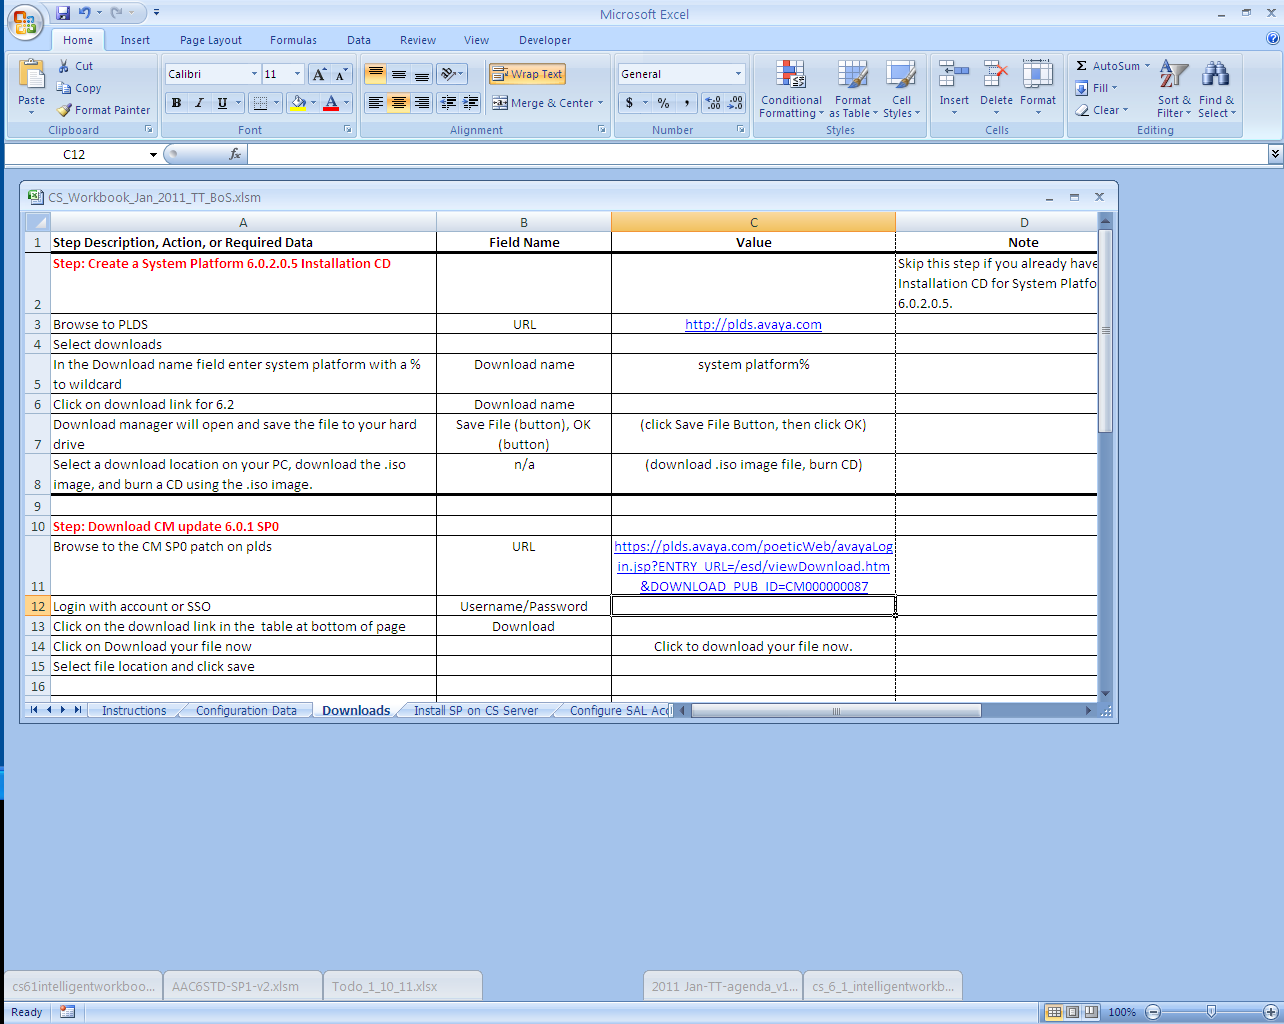 Microsoft Excel
Home Insert Page Layout Formulas Data Review View Developer
Paste
Cut
Copy
Format Painter
Clipboard
Calibri 11
B I U
Font
Wrap Text
Merge & Center
Alignment
General
$ % ,
Number
Conditional Formatting
Format as Table
Cell Styles
Styles
Insert Delete Format
Cells
Σ AutoSum
Fill
Clear
Sort & Filter
Find & Select
Editing
C12 fx
CS_Workbook_Jan_2011_TT_BoS.xlsm
A B C D
1 Step Description, Action, or Required Data Field Name Value Note
2 Step: Create a System Platform 6.0.2.0.5 Installation CD
Skip this step if you already have
Installation CD for System Platfo
6.0.2.0.5.
3 Browse to PLDS URL http://plds.avaya.com
4 Select downloads
5 In the Download name field enter system platform with a %
to wildcard
Download name system platform%
6 Click on download link for 6.2 Download name
7 Download manager will open and save the file to your hard
drive
Save File (button), OK
(button)
(click Save File Button, then click OK)
8 Select a download location on your PC, download the .iso
image, and burn a CD using the .iso image.
n/a (download .iso image file, burn CD)
9
10 Step: Download CM update 6.0.1 SP0
11 Browse to the CM SP0 patch on plds URL
https://plds.avaya.com/poeticWeb/avayaLog
in.jsp?ENTRY_URL=/esd/viewDownload.htm
&DOWNLOAD_PUB_ID=CM000000087
12 Login with account or SSO Username/Password
13 Click on the download link in the table at bottom of page Download
14 Click on Download your file now Click to download your file now.
15 Select file location and click save
16
Instructions Configuration Data Downloads Install SP on CS Server Configure SAL Acc
cs61intelligentworkboo... AAC6STD-SP1-v2.xlsm Todo_1_10_11.xlsx 2011 Jan-TT-agenda_v1... cs_6_1_intelligentworkb...
Ready 100%